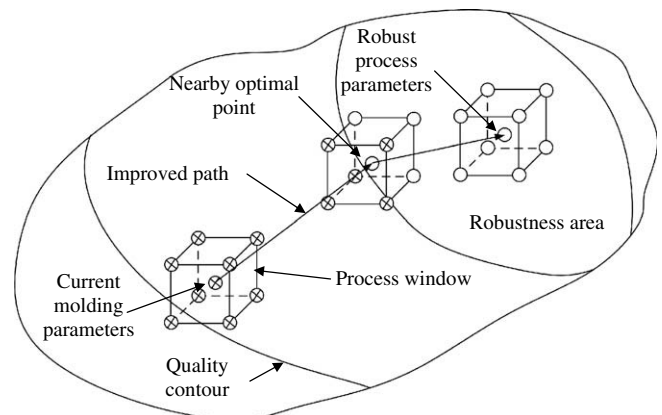 Robust
process
parameters
Nearby optimal
point
Improved path
Robustness area
Process window
Current
molding
parameters
Quality
contour